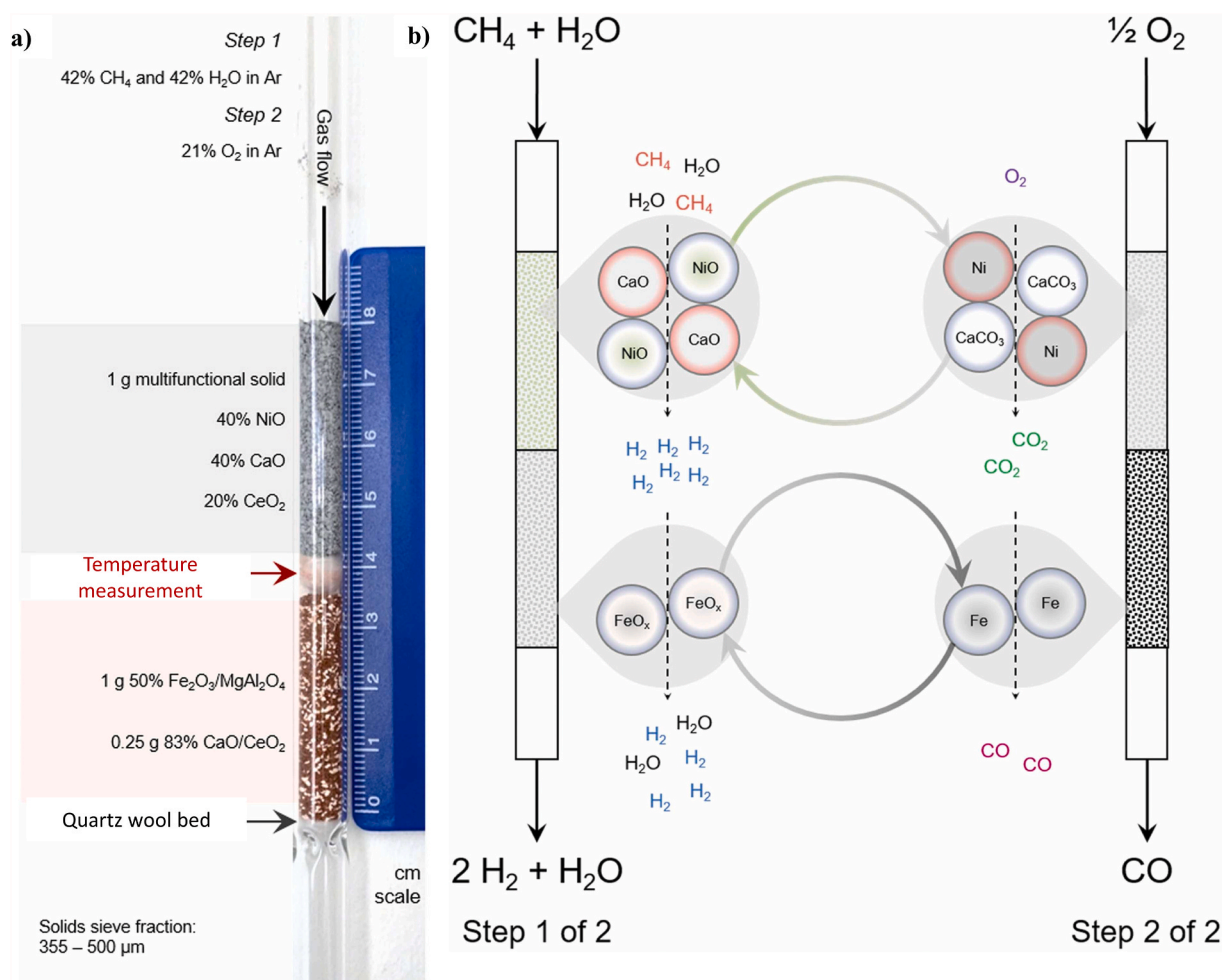 a)
Step 1
42% CH₄ and 42% H₂O in Ar
Step 2
21% O₂ in Ar
Gas flow
1 g multifunctional solid
40% NiO
40% CaO
20% CeO₂
Temperature
measurement
1 g 50% Fe₂O₃/MgAl₂O₄
0.25 g 83% CaO/CeO₂
Quartz wool bed
Solids sieve fraction:
355 – 500 µm
8
7
6
5
4
3
2
1
0
cm
scale
b)
CH₄ + H₂O
CH₄ H₂O
H₂O CH₄
CaO
NiO
NiO
CaO
H₂ H₂ H₂
H₂ H₂ H₂
FeOₓ
FeOₓ
H₂ H₂O
H₂O H₂
H₂ H₂
2 H₂ + H₂O
Step 1 of 2
½ O₂
O₂
Ni
CaCO₃
CaCO₃
Ni
CO₂
CO₂
Fe
Fe
CO
CO
CO
Step 2 of 2